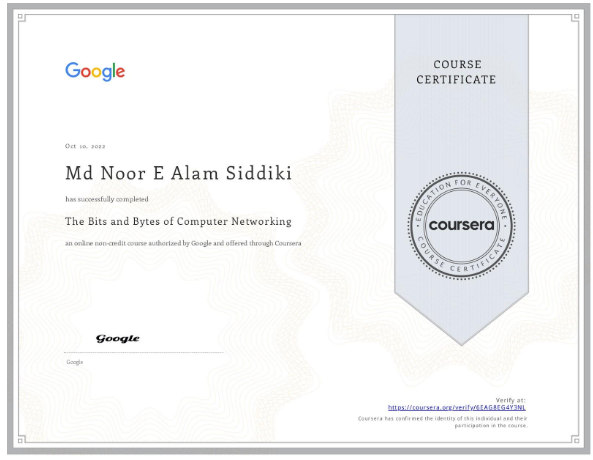 Google
COURSE
CERTIFICATE
Oct 10, 2022
Md Noor E Alam Siddiki
has successfully completed
The Bits and Bytes of Computer Networking
an online non-credit course authorized by Google and offered through Coursera
EDUCATION FOR EVERYONE
coursera
COURSE CERTIFICATE
Google
Google
Verify at:
https://coursera.org/verify/6EAG8EG4Y3NL
Coursera has confirmed the identity of this individual and their
participation in the course.